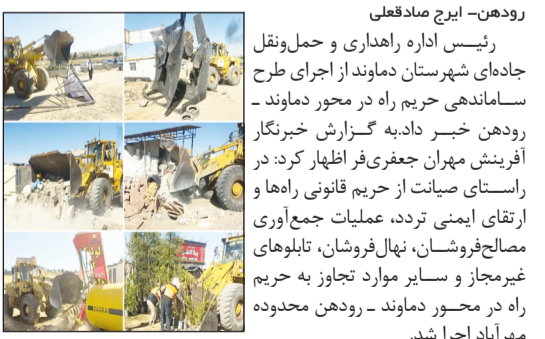 رودهن- ایرج صادقعلی
رئیس اداره راهداری و حمل‌ونقل
جاده‌ای شهرستان دماوند از اجرای طرح
ساماندهی حریم راه در محور دماوند ـ
رودهن خبر داد.به گزارش خبرنگار
آفرینش مهران جعفری‌فر اظهار کرد: در
راستای صیانت از حریم قانونی راه‌ها و
ارتقای ایمنی تردد، عملیات جمع‌آوری
مصالح‌فروشان، نهال‌فروشان، تابلوهای
غیرمجاز و سایر موارد تجاوز به حریم
راه در محور دماوند ـ رودهن محدوده
مهرآباد اجرا شد.